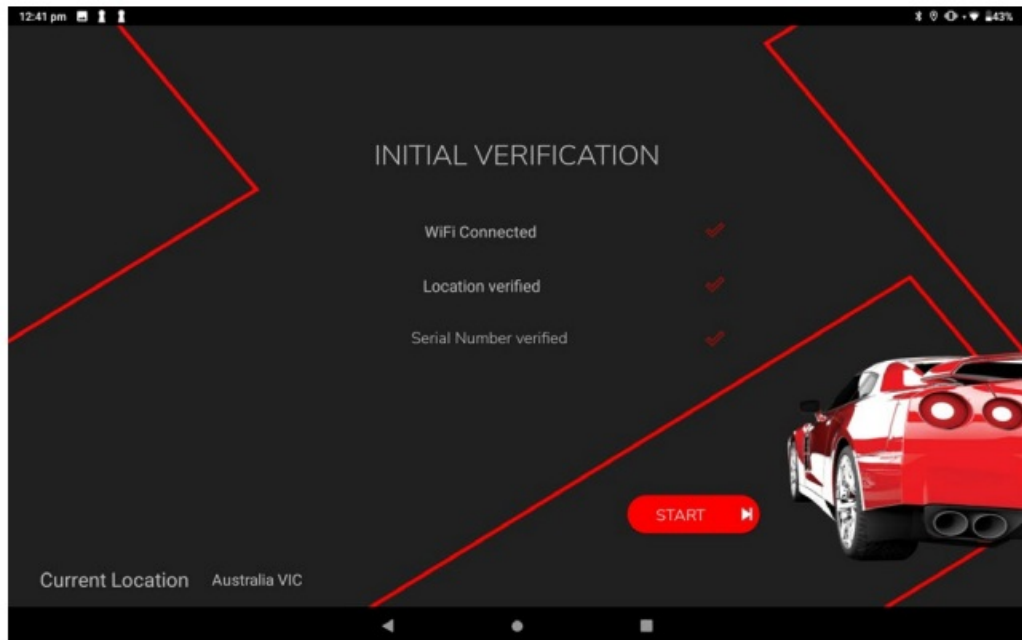 12:41 pm
43%
INITIAL VERIFICATION
WiFi Connected
Location verified
Serial Number verified
START
Current Location Australia VIC